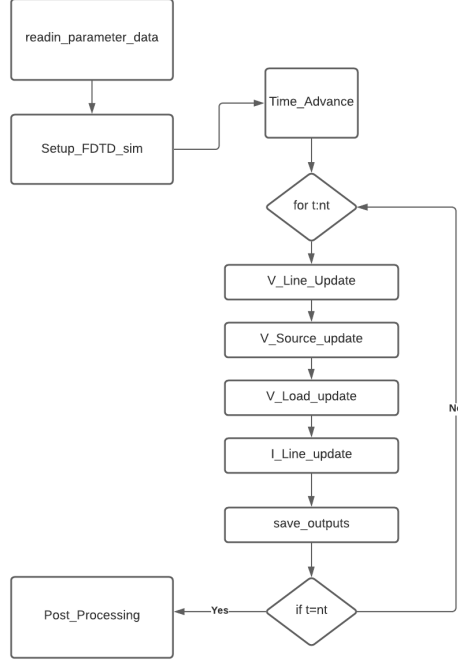 readin_parameter_data
Setup_FDTD_sim
Time_Advance
for t:nt
V_Line_Update
V_Source_update
V_Load_update
I_Line_update
save_outputs
if t=nt
Yes
Post_Processing